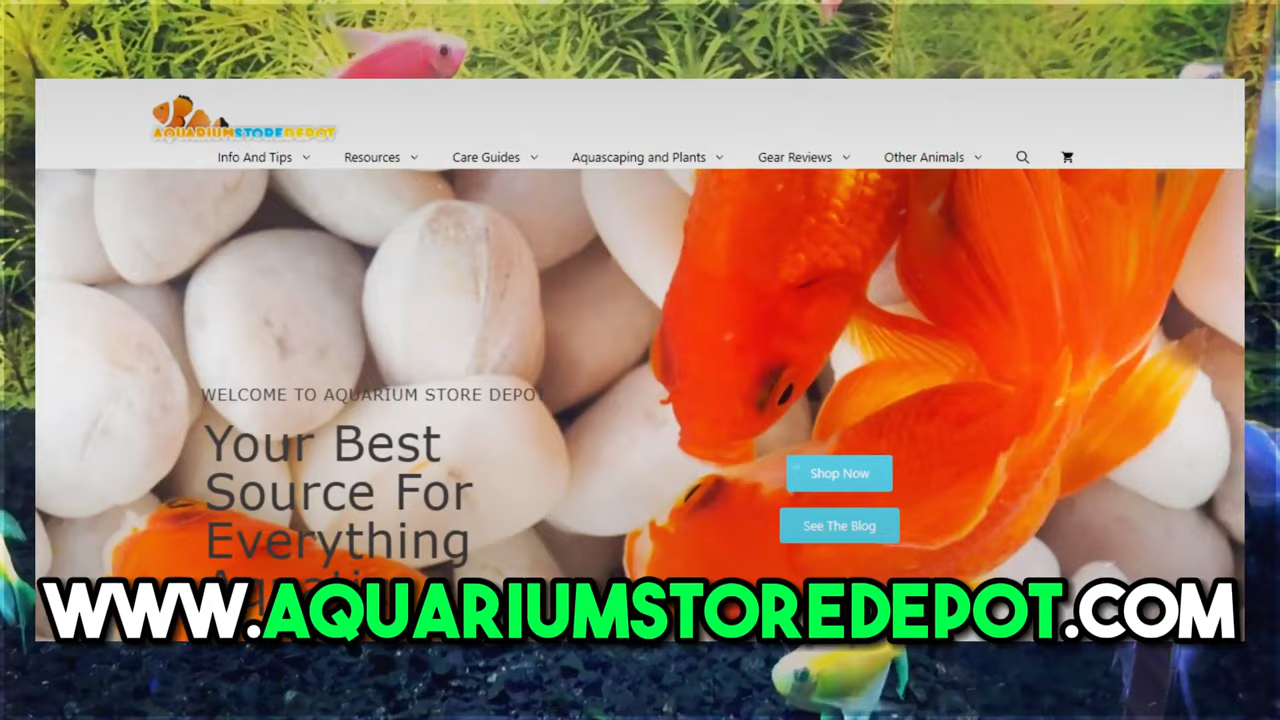 AQUARIUMSTOREDEPOT
Info And Tips
Resources
Care Guides
Aquascaping and Plants
Gear Reviews
Other Animals
WELCOME TO AQUARIUM STORE DEPOT
Your Best
Source For
Everything
Aquatic
Shop Now
See The Blog
WWW.AQUARIUMSTOREDEPOT.COM